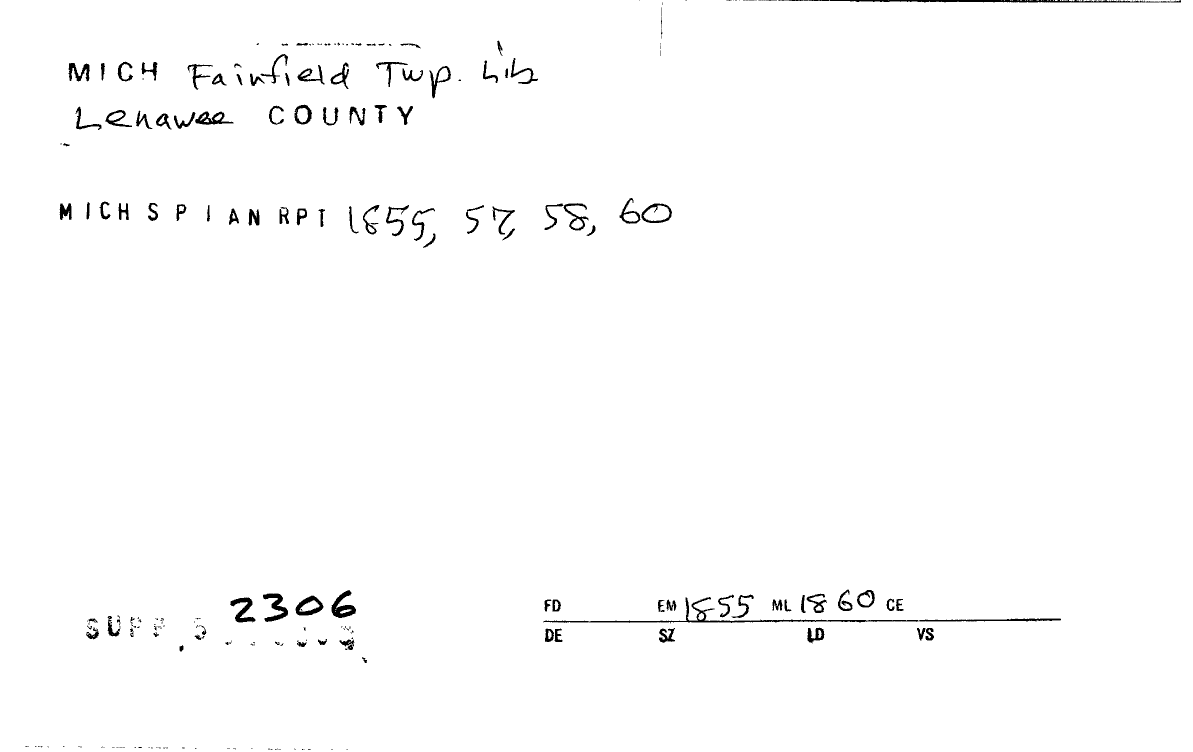 MICH Fairfield Twp. Lib
Lenawee COUNTY
MICH S P I AN RPT 1855, 57, 58, 60
SUPP. 5 2306
FD EM 1855 ML 1860 CE
DE SZ LD VS